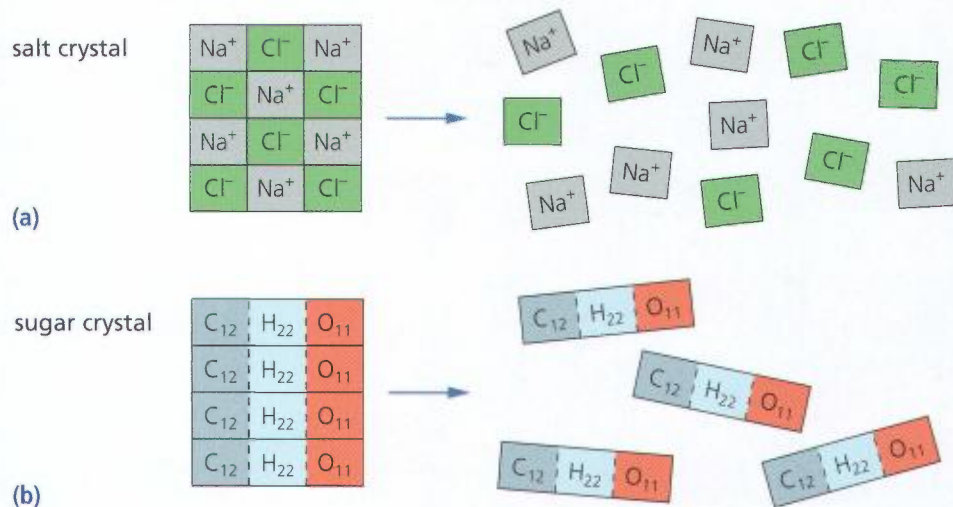 salt crystal
Na⁺ Cl⁻ Na⁺
Cl⁻ Na⁺ Cl⁻
Na⁺ Cl⁻ Na⁺
Cl⁻ Na⁺ Cl⁻
Na⁺ Cl⁻ Na⁺ Cl⁻ Cl⁻
Cl⁻ Na⁺
Na⁺ Na⁺ Cl⁻ Cl⁻ Na⁺
(a)
sugar crystal
C₁₂ H₂₂ O₁₁
C₁₂ H₂₂ O₁₁
C₁₂ H₂₂ O₁₁
C₁₂ H₂₂ O₁₁
C₁₂ H₂₂ O₁₁
C₁₂ H₂₂ O₁₁
C₁₂ H₂₂ O₁₁
C₁₂ H₂₂ O₁₁
(b)